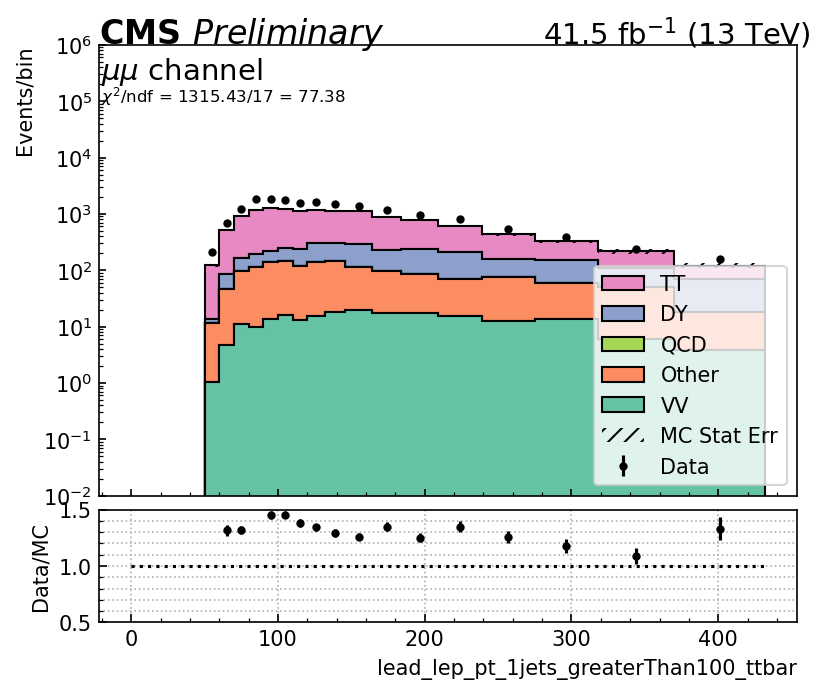 CMS Preliminary 41.5 fb⁻¹ (13 TeV)
μμ channel
χ²/ndf = 1315.43/17 = 77.38
Events/bin
10⁶
10⁵
10⁴
10³
10²
10¹
10⁰
10⁻¹
10⁻²
TT
DY
QCD
Other
VV
MC Stat Err
Data
Data/MC
1.5
1.0
0.5
0 100 200 300 400
lead_lep_pt_1jets_greaterThan100_ttbar